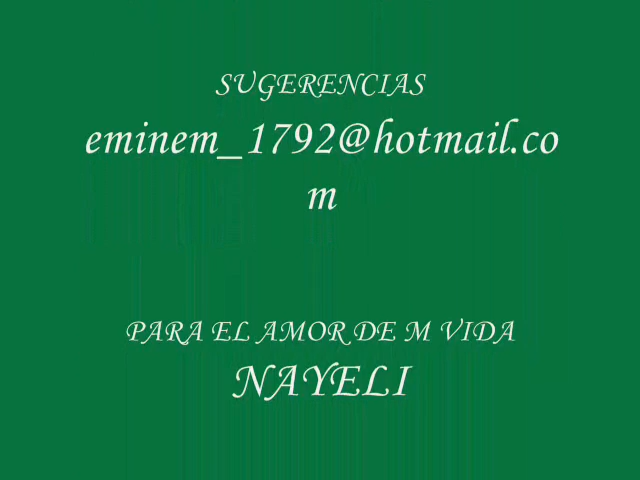 SUGERENCIAS
eminem_1792@hotmail.co
m
PARA EL AMOR DE M VIDA
NAYELI